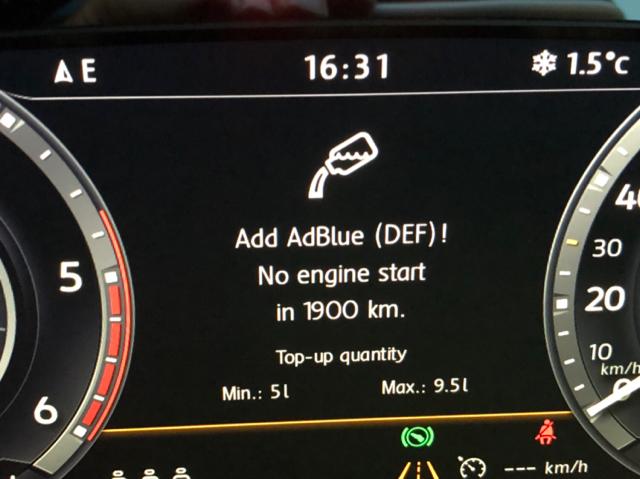 E 16:31 1.5°C
Add AdBlue (DEF)!
No engine start
in 1900 km.
Top-up quantity
Min.: 5l Max.: 9.5l
5
6
30
20
10
km/h
--- km/h